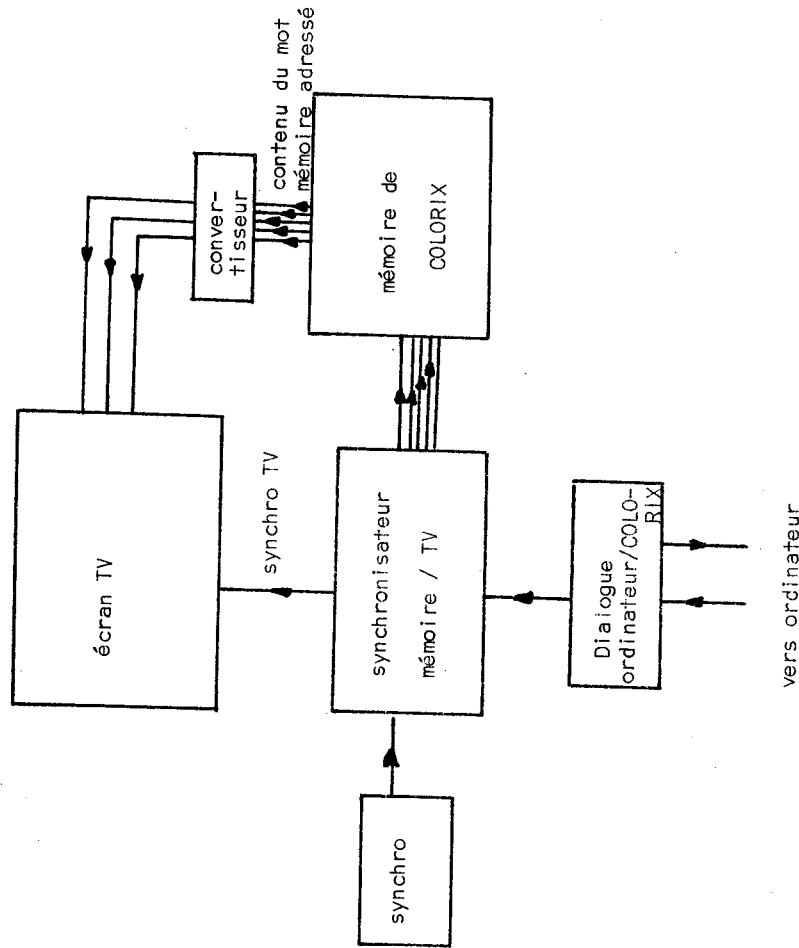 écran TV
synchro TV
conver-
tisseur
contenu du mot
mémoire adressé
mémoire de
COLORIX
synchronisateur
mémoire / TV
synchro
Dialogue
ordinateur/COLO-
RIX
vers ordinateur